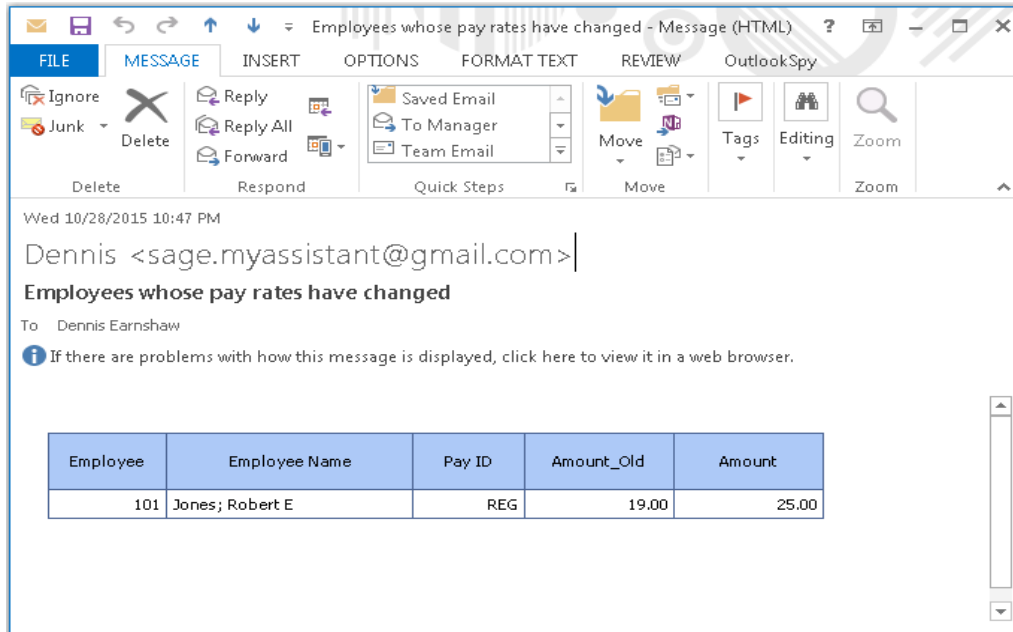 Employees whose pay rates have changed - Message (HTML) ?
FILE MESSAGE INSERT OPTIONS FORMAT TEXT REVIEW OutlookSpy
Ignore
Junk
Delete
Reply
Reply All
Forward
Saved Email
To Manager
Team Email
Move
Tags
Editing
Zoom
Delete Respond Quick Steps Move Zoom
Wed 10/28/2015 10:47 PM
Dennis <sage.myassistant@gmail.com>
Employees whose pay rates have changed
To Dennis Earnshaw
If there are problems with how this message is displayed, click here to view it in a web browser.
Employee Employee Name Pay ID Amount_Old Amount
101 Jones; Robert E REG 19.00 25.00